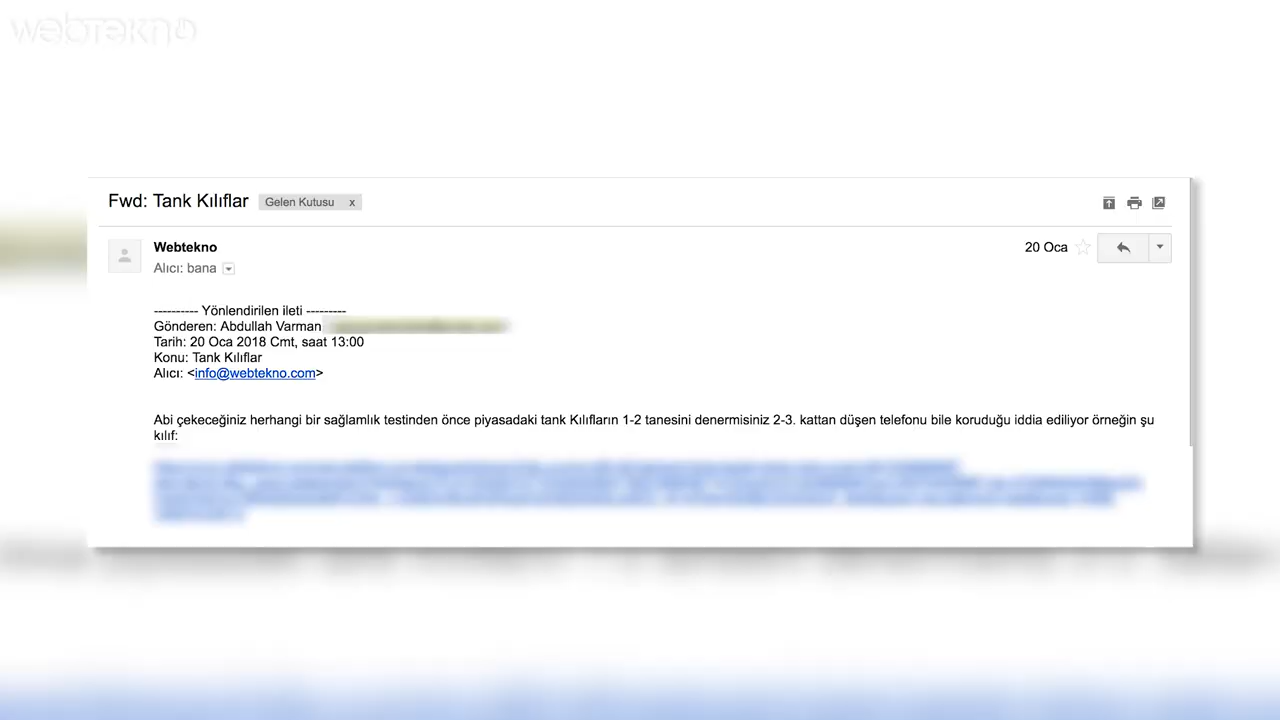 webtekno
Fwd: Tank Kılıflar Gelen Kutusu x
Webtekno 20 Oca
Alıcı: bana
---------- Yönlendirilen ileti ---------
Gönderen: Abdullah Varman
Tarih: 20 Oca 2018 Cmt, saat 13:00
Konu: Tank Kılıflar
Alıcı: <info@webtekno.com>
Abi çekeceğiniz herhangi bir sağlamlık testinden önce piyasadaki tank Kılıfların 1-2 tanesini denermisiniz 2-3. kattan düşen telefonu bile koruduğu iddia ediliyor örneğin şu
kılıf: